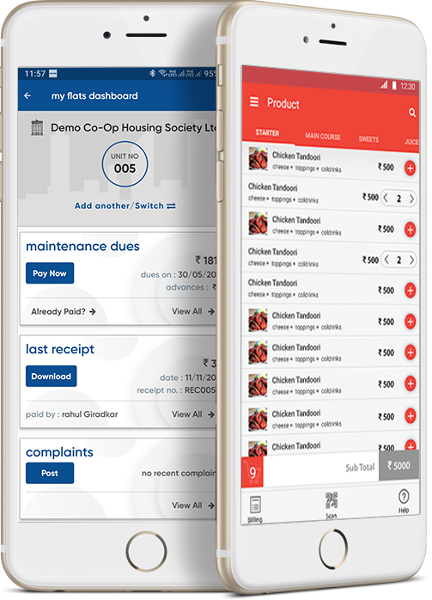 11:57
95%
my flats dashboard
Demo Co-Op Housing Society Lt
UNIT NO
005
Add another/Switch
maintenance dues
₹ 181
Pay Now
dues on : 30/05/20
advances : ₹
Already Paid?
View All
last receipt
₹ 3
Download
date : 11/11/20
receipt no. : REC005
paid by : rahul Giradkar
View All
complaints
Post
no recent complain
View All
12:30
Product
STARTER MAIN COURSE SWEETS JUICE
Chicken Tandoori
cheese + toppings + coldrinks
₹ 500
Chicken Tandoori
cheese + toppings + coldrinks
₹ 500 2
Chicken Tandoori
cheese + toppings + coldrinks
₹ 500
Chicken Tandoori
cheese + toppings + coldrinks
₹ 500 2
Chicken Tandoori
cheese + toppings + coldrinks
₹ 500
Chicken Tandoori
cheese + toppings + coldrinks
₹ 500
Chicken Tandoori
cheese + toppings + coldrinks
₹ 500
Chicken Tandoori
cheese + toppings + coldrinks
₹ 500
Chicken Tandoori
cheese + toppings + coldrinks
₹ 500
Chicken Tandoori
₹ 500
9
Sub Total ₹ 5000
Billing
Scan
Help